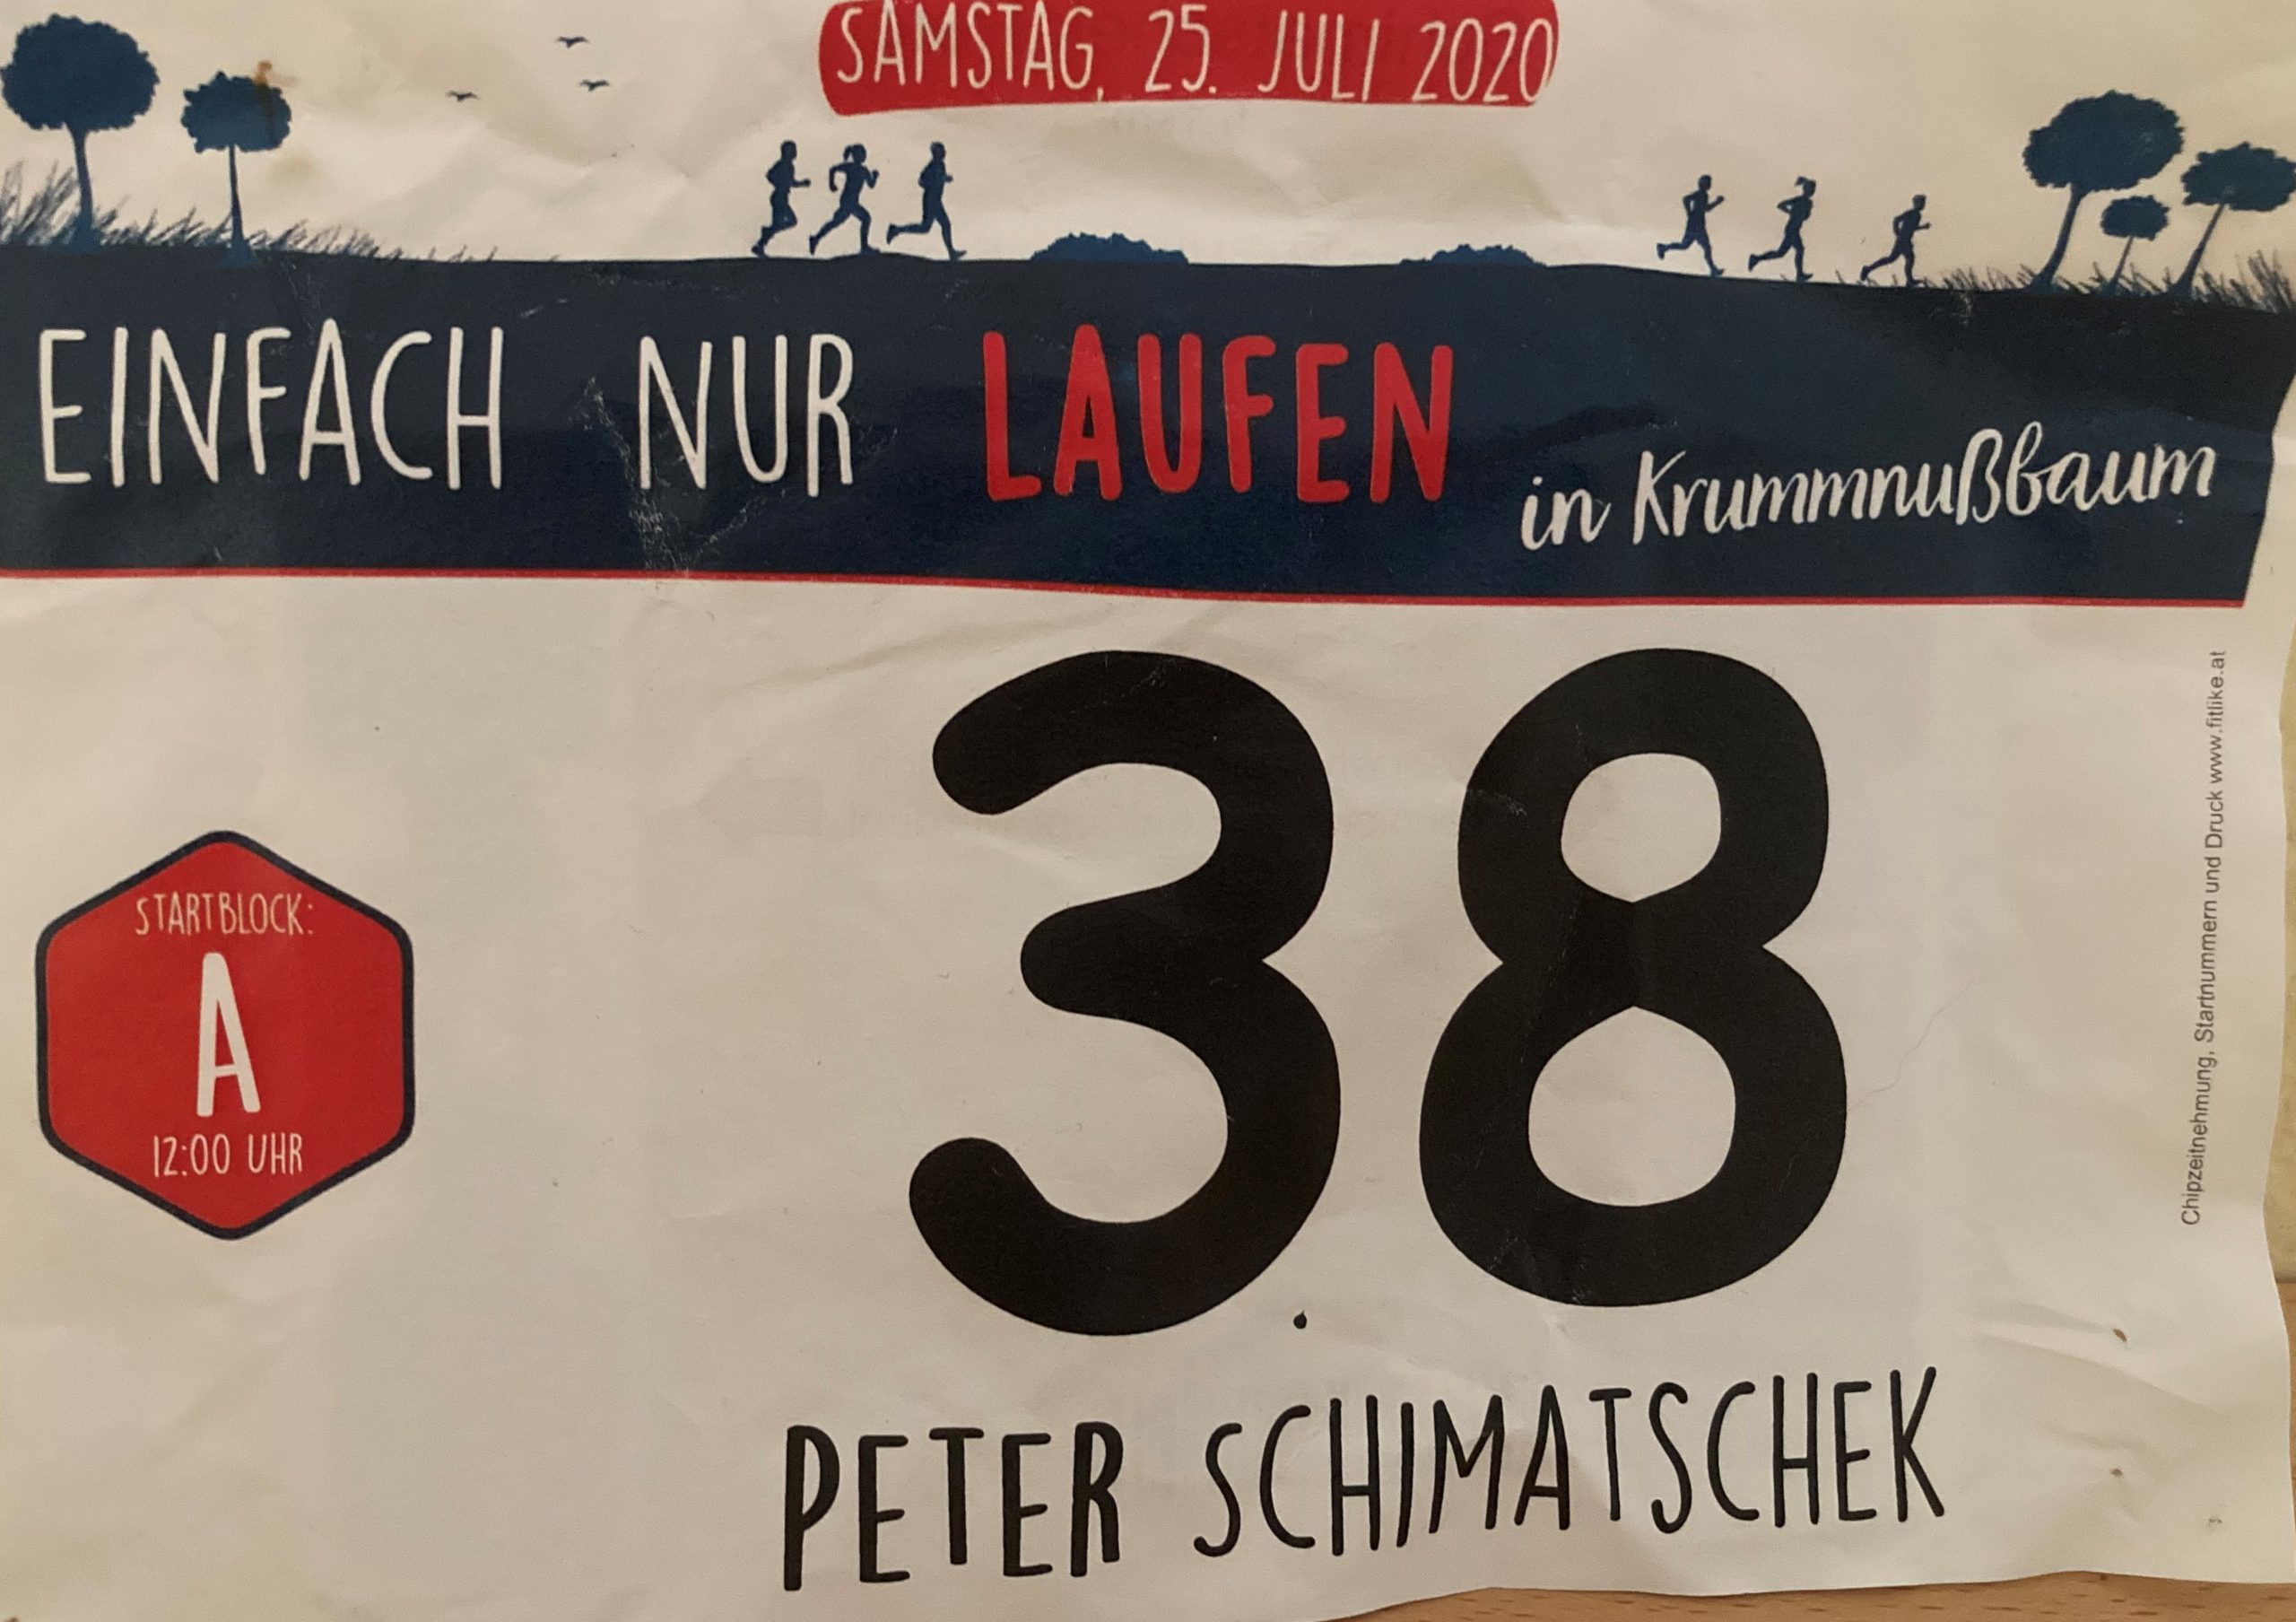 SAMSTAG, 25. JULI 2020
EINFACH NUR LAUFEN in Krummnußbaum
38
STARTBLOCK:
A
12:00 UHR
PETER SCHIMATSCHEK
Chipzeitnehmung, Startnummern und Druck www.fitlike.at